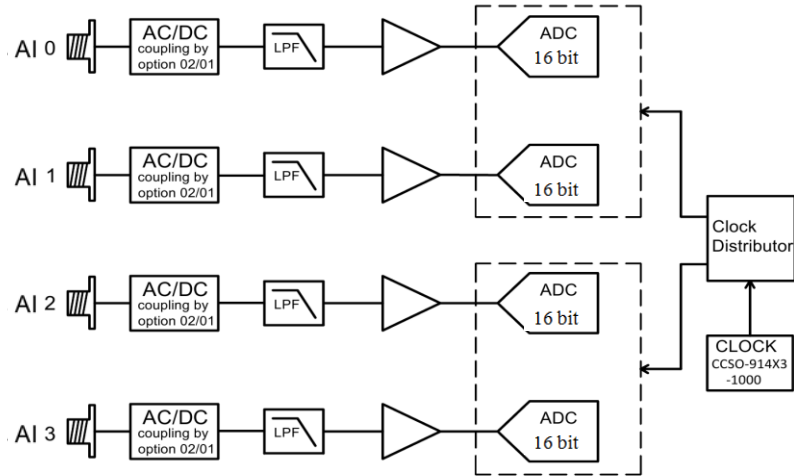 AI 0
AC/DC
coupling by
option 02/01
LPF
ADC
16 bit
AI 1
AC/DC
coupling by
option 02/01
LPF
ADC
16 bit
Clock
Distributor
AI 2
AC/DC
coupling by
option 02/01
LPF
ADC
16 bit
CLOCK
CCSO-914X3
-1000
AI 3
AC/DC
coupling by
option 02/01
LPF
ADC
16 bit